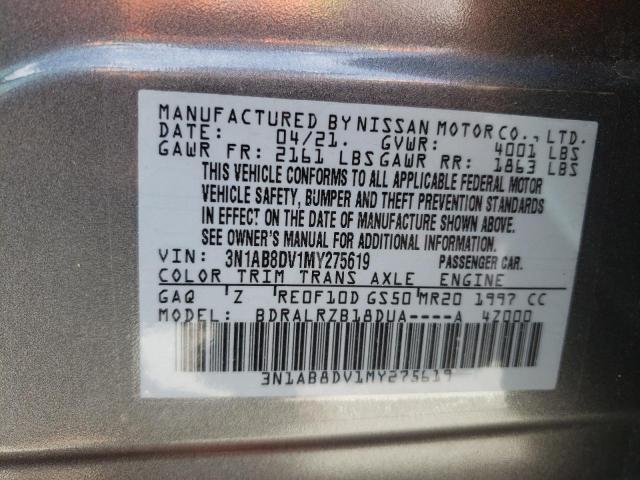 MANUFACTURED BY NISSAN MOTOR CO., LTD.
DATE: 04/21. GVWR: 4001 LBS
GAWR FR: 2161 LBS GAWR RR: 1863 LBS
THIS VEHICLE CONFORMS TO ALL APPLICABLE FEDERAL MOTOR
VEHICLE SAFETY, BUMPER AND THEFT PREVENTION STANDARDS
IN EFFECT ON THE DATE OF MANUFACTURE SHOWN ABOVE.
SEE OWNER'S MANUAL FOR ADDITIONAL INFORMATION.
VIN: 3N1AB8DV1MY275619 PASSENGER CAR.
COLOR TRIM TRANS AXLE ENGINE
GAQ Z RE0F10D GS50 MR20 1997 CC
MODEL: BDRALRZB18DUA----A 4Z000
3N1AB8DV1MY275619